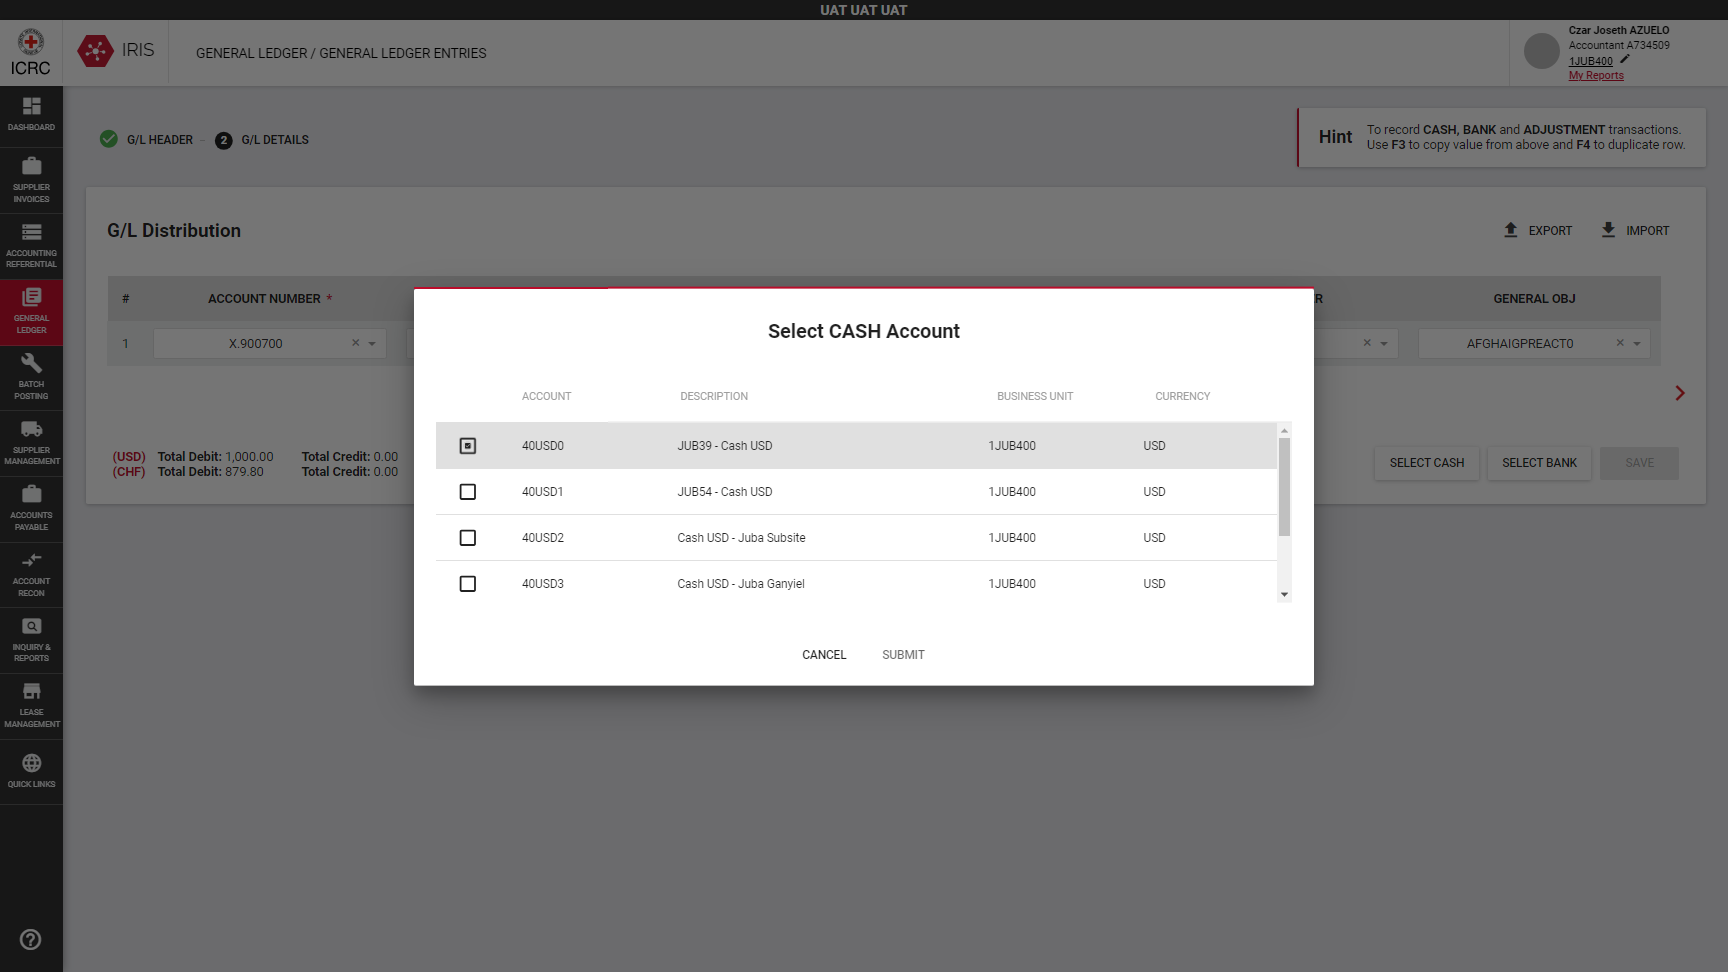 UAT UAT UAT
ICRC
IRIS
GENERAL LEDGER / GENERAL LEDGER ENTRIES
Czar Joseth AZUELO
Accountant A734509
1JUB400
My Reports
DASHBOARD
SUPPLIER
INVOICES
ACCOUNTING
REFERENTIAL
GENERAL
LEDGER
BATCH
POSTING
SUPPLIER
MANAGEMENT
ACCOUNTS
PAYABLE
ACCOUNT
RECON
INQUIRY &
REPORTS
LEASE
MANAGEMENT
QUICK LINKS
G/L HEADER
2 G/L DETAILS
Hint
To record CASH, BANK and ADJUSTMENT transactions.
Use F3 to copy value from above and F4 to duplicate row.
G/L Distribution
EXPORT IMPORT
# ACCOUNT NUMBER * R GENERAL OBJ
1 X.900700 × × AFGHAIGPREACT0 ×
(USD) Total Debit: 1,000.00 Total Credit: 0.00
(CHF) Total Debit: 879.80 Total Credit: 0.00
SELECT CASH SELECT BANK SAVE
Select CASH Account
ACCOUNT DESCRIPTION BUSINESS UNIT CURRENCY
40USD0 JUB39 - Cash USD 1JUB400 USD
40USD1 JUB54 - Cash USD 1JUB400 USD
40USD2 Cash USD - Juba Subsite 1JUB400 USD
40USD3 Cash USD - Juba Ganyiel 1JUB400 USD
CANCEL SUBMIT